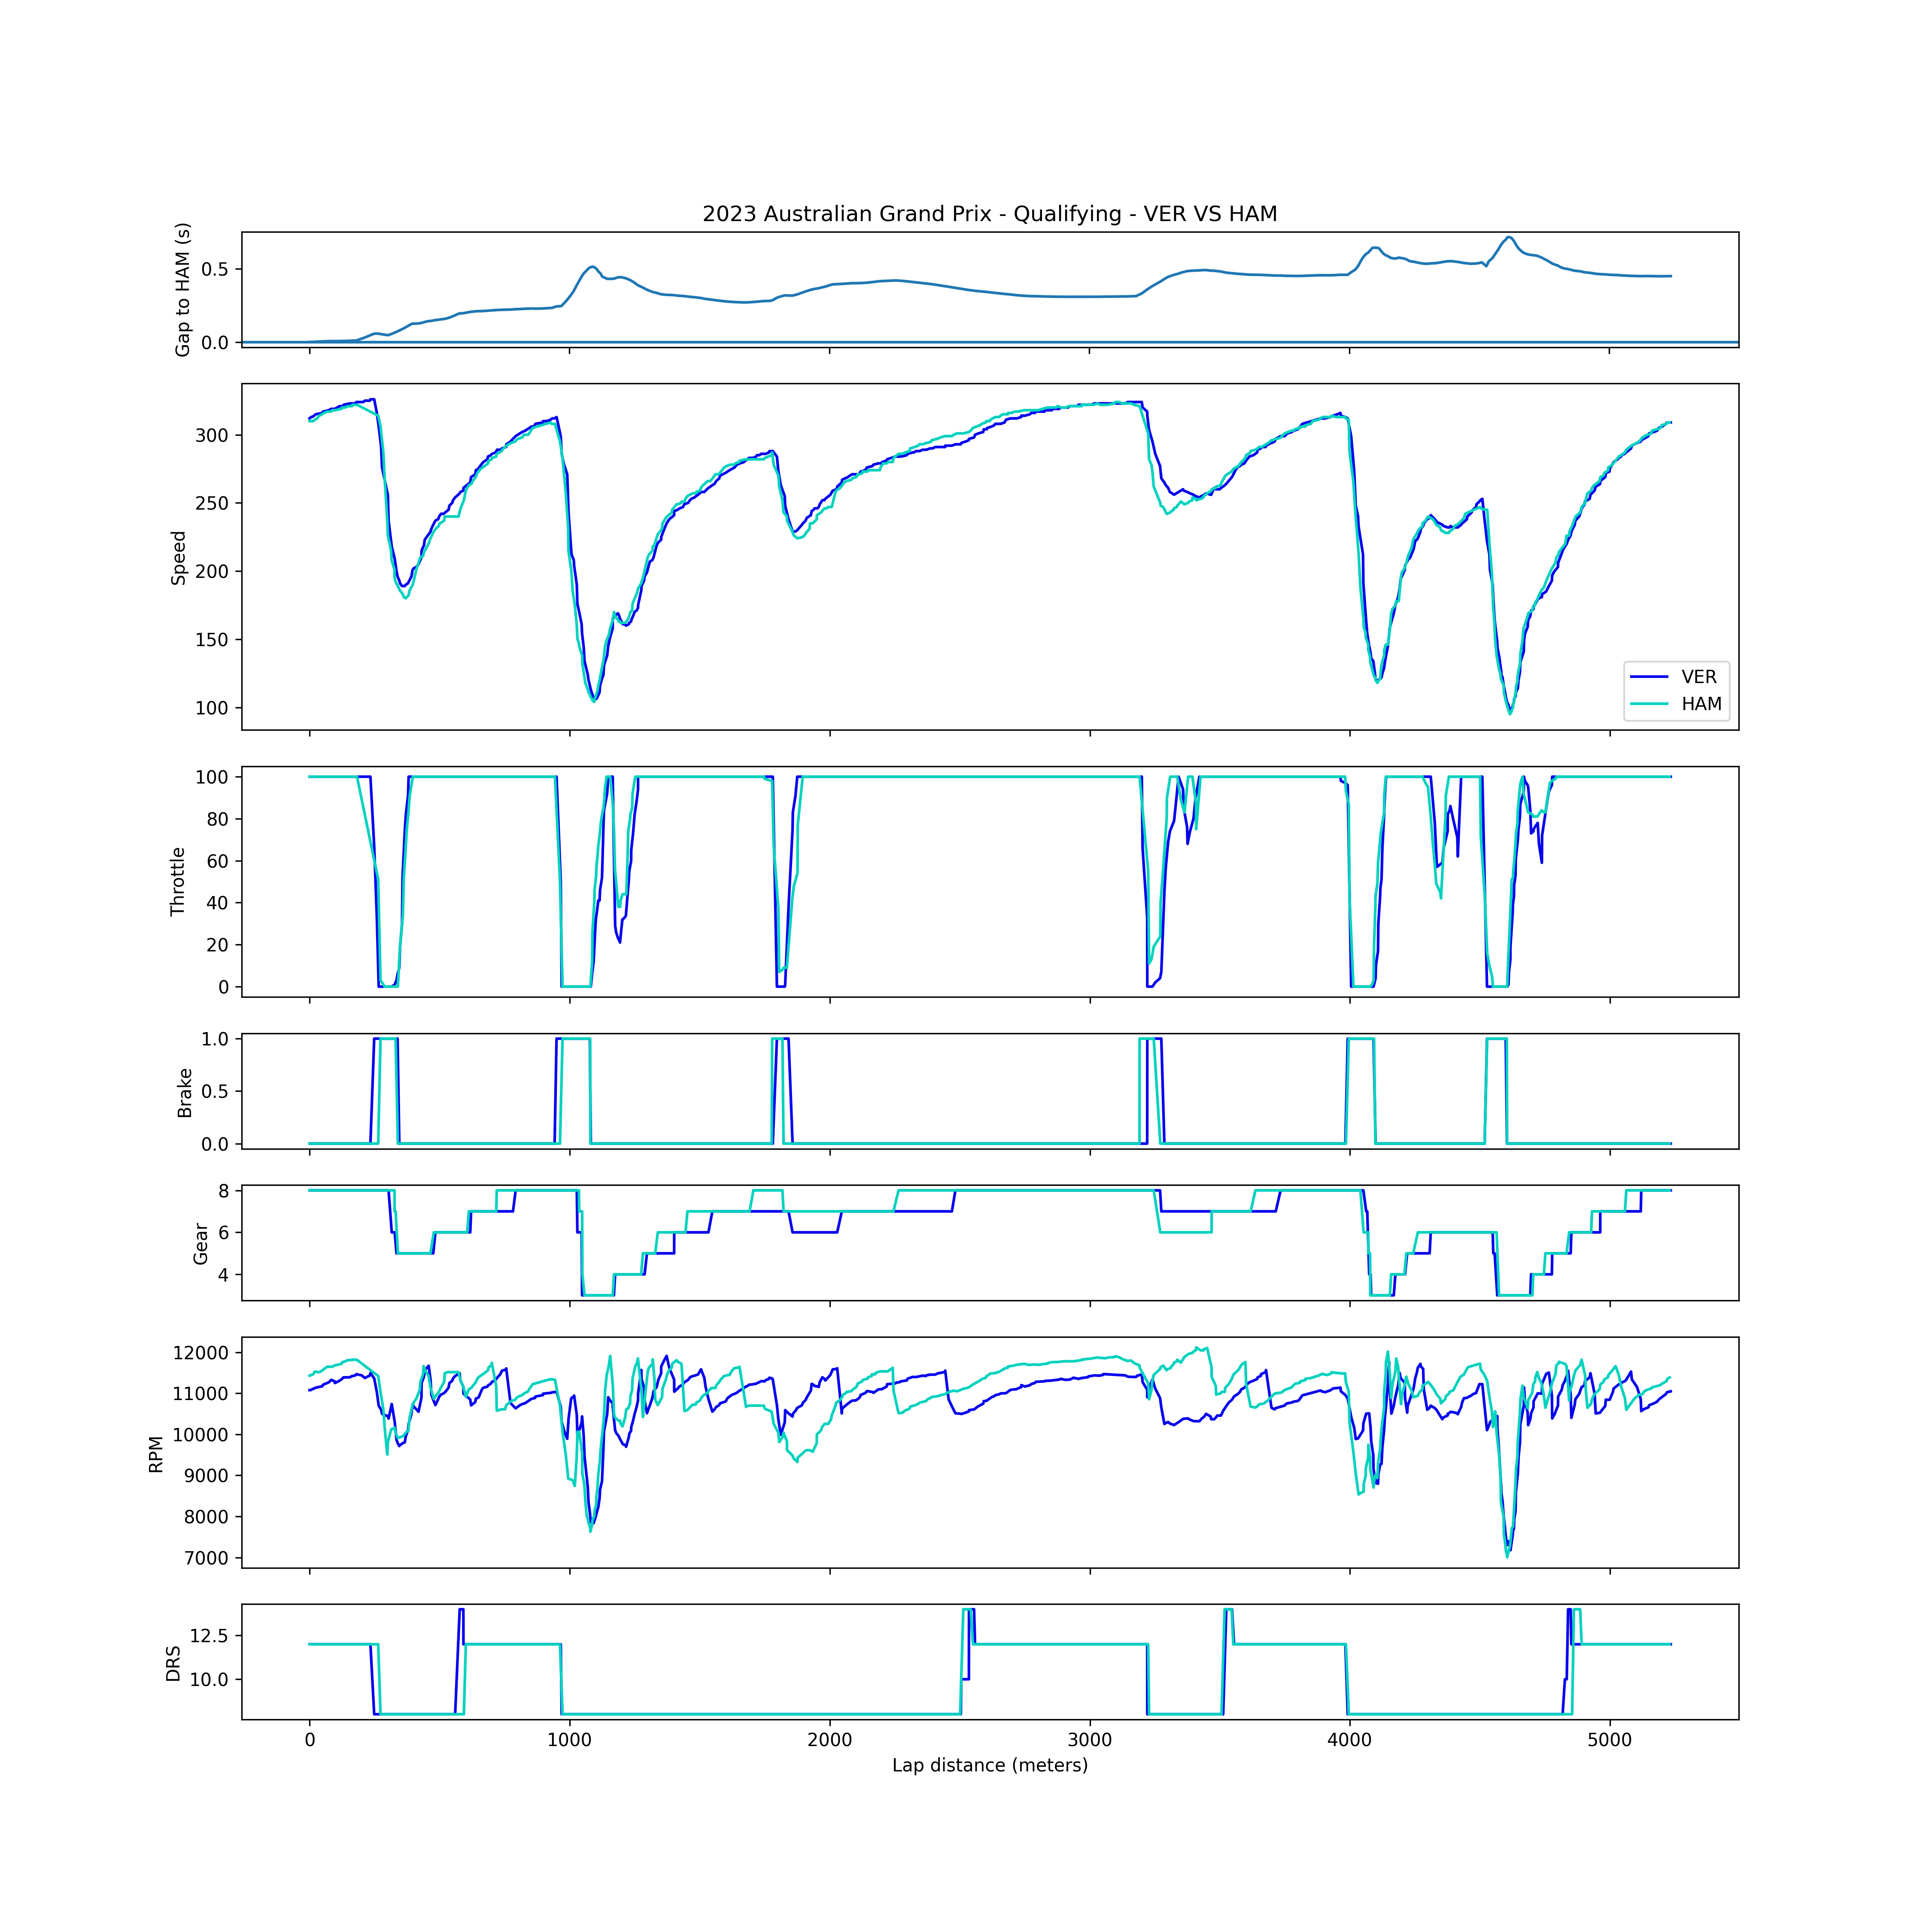 2023 Australian Grand Prix - Qualifying - VER VS HAM
Gap to HAM (s)
0.5
0.0
Speed
300
250
200
150
100
VER
HAM
Throttle
100
80
60
40
20
0
Brake
1.0
0.5
0.0
Gear
8
6
4
RPM
12000
11000
10000
9000
8000
7000
DRS
12.5
10.0
0 1000 2000 3000 4000 5000
Lap distance (meters)